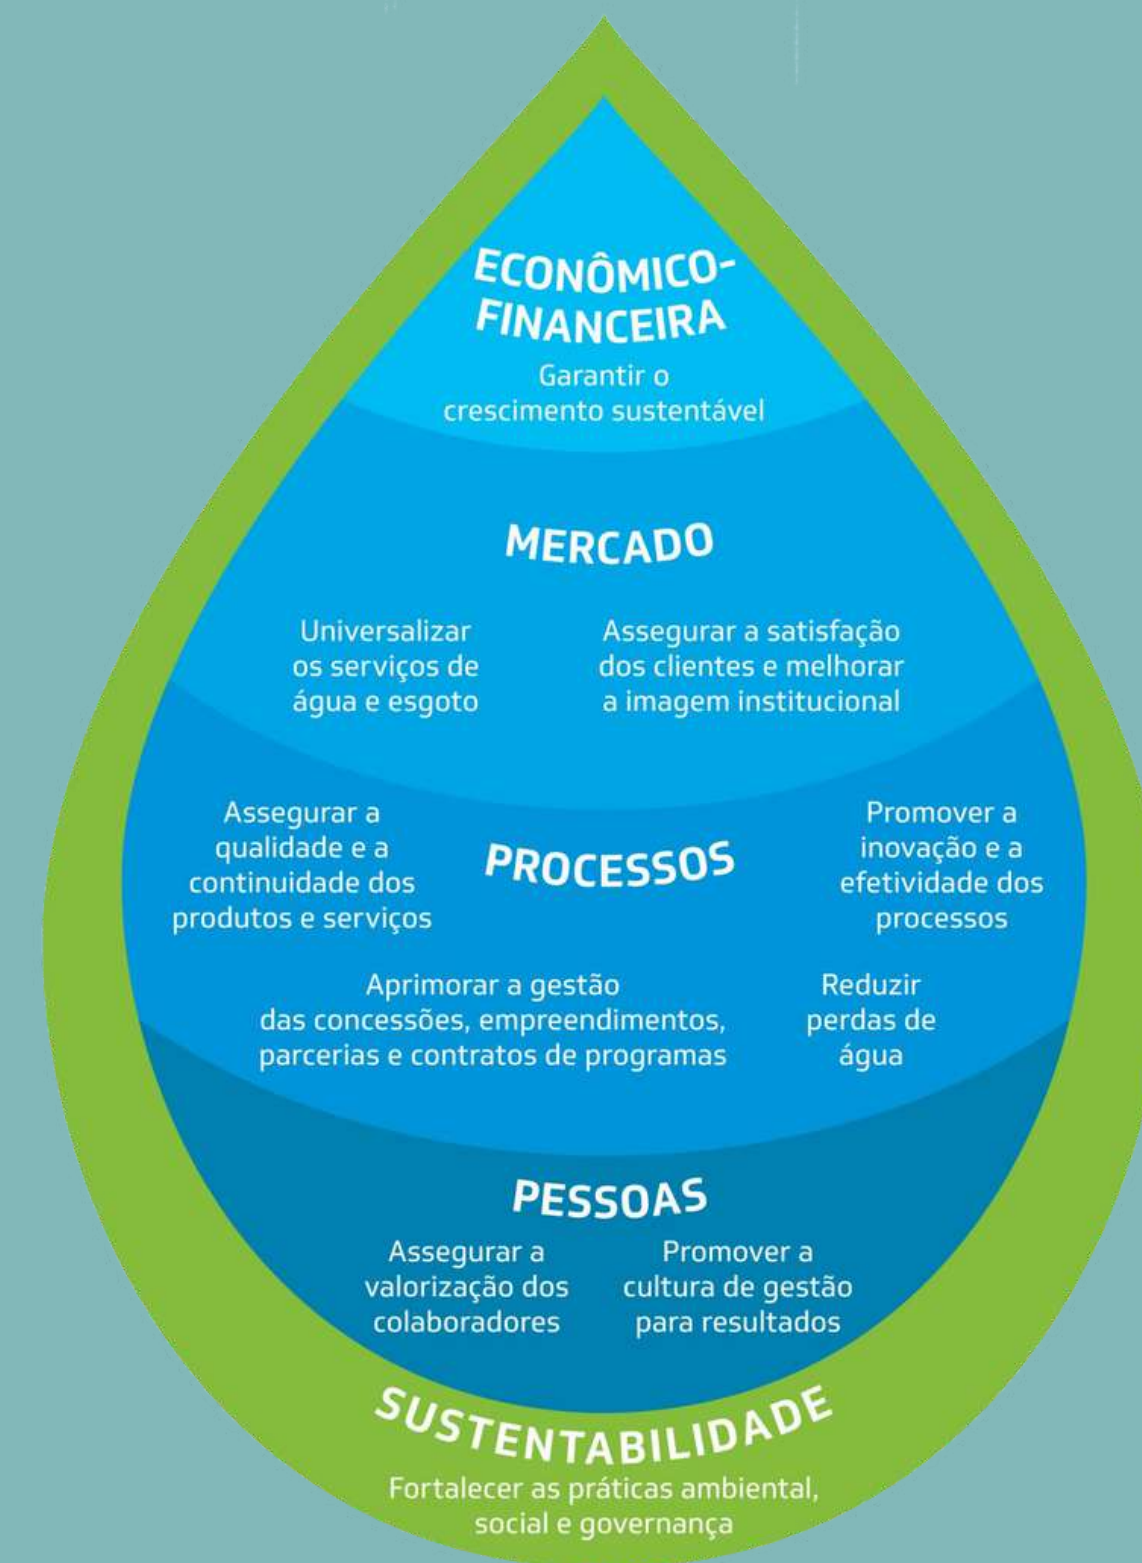 ECONÔMICO-
FINANCEIRA
Garantir o
crescimento sustentável
MERCADO
Universalizar
os serviços de
água e esgoto
Assegurar a satisfação
dos clientes e melhorar
a imagem institucional
Assegurar a
qualidade e a
continuidade dos
produtos e serviços
PROCESSOS
Promover a
inovação e a
efetividade dos
processos
Aprimorar a gestão
das concessões, empreendimentos,
parcerias e contratos de programas
Reduzir
perdas de
água
PESSOAS
Assegurar a
valorização dos
colaboradores
Promover a
cultura de gestão
para resultados
SUSTENTABILIDADE
Fortalecer as práticas ambiental,
social e governança